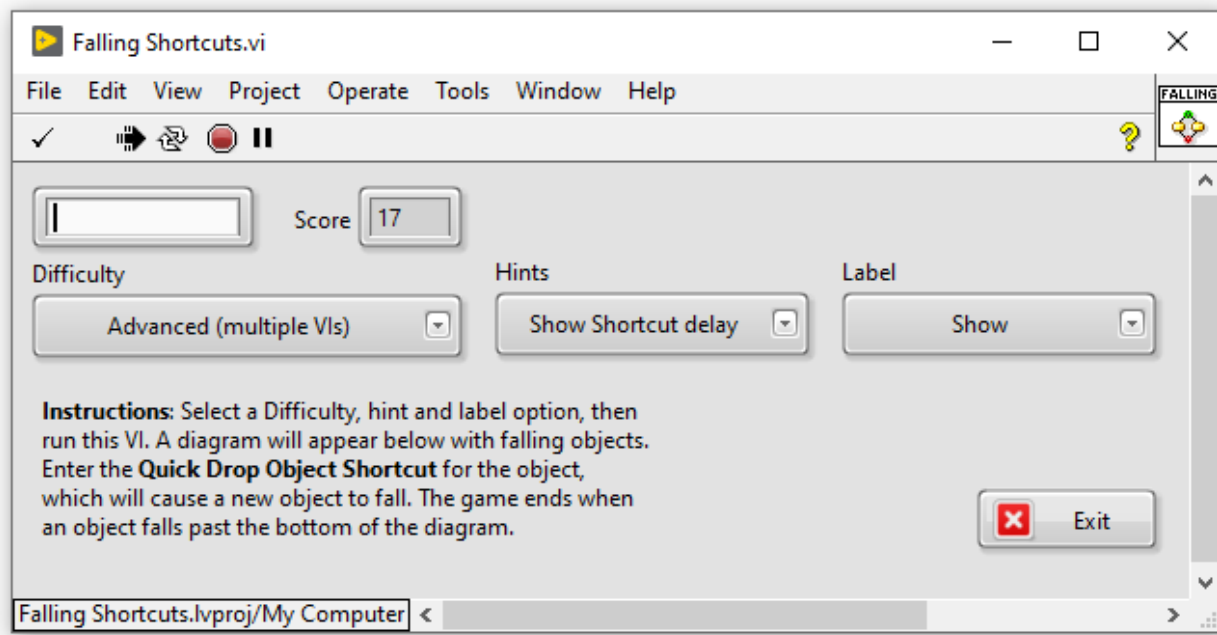 Falling Shortcuts.vi
File Edit View Project Operate Tools Window Help
FALLING
Score 17
Difficulty Hints Label
Advanced (multiple VIs) Show Shortcut delay Show
Instructions: Select a Difficulty, hint and label option, then
run this VI. A diagram will appear below with falling objects.
Enter the Quick Drop Object Shortcut for the object,
which will cause a new object to fall. The game ends when
an object falls past the bottom of the diagram.
Exit
Falling Shortcuts.lvproj/My Computer